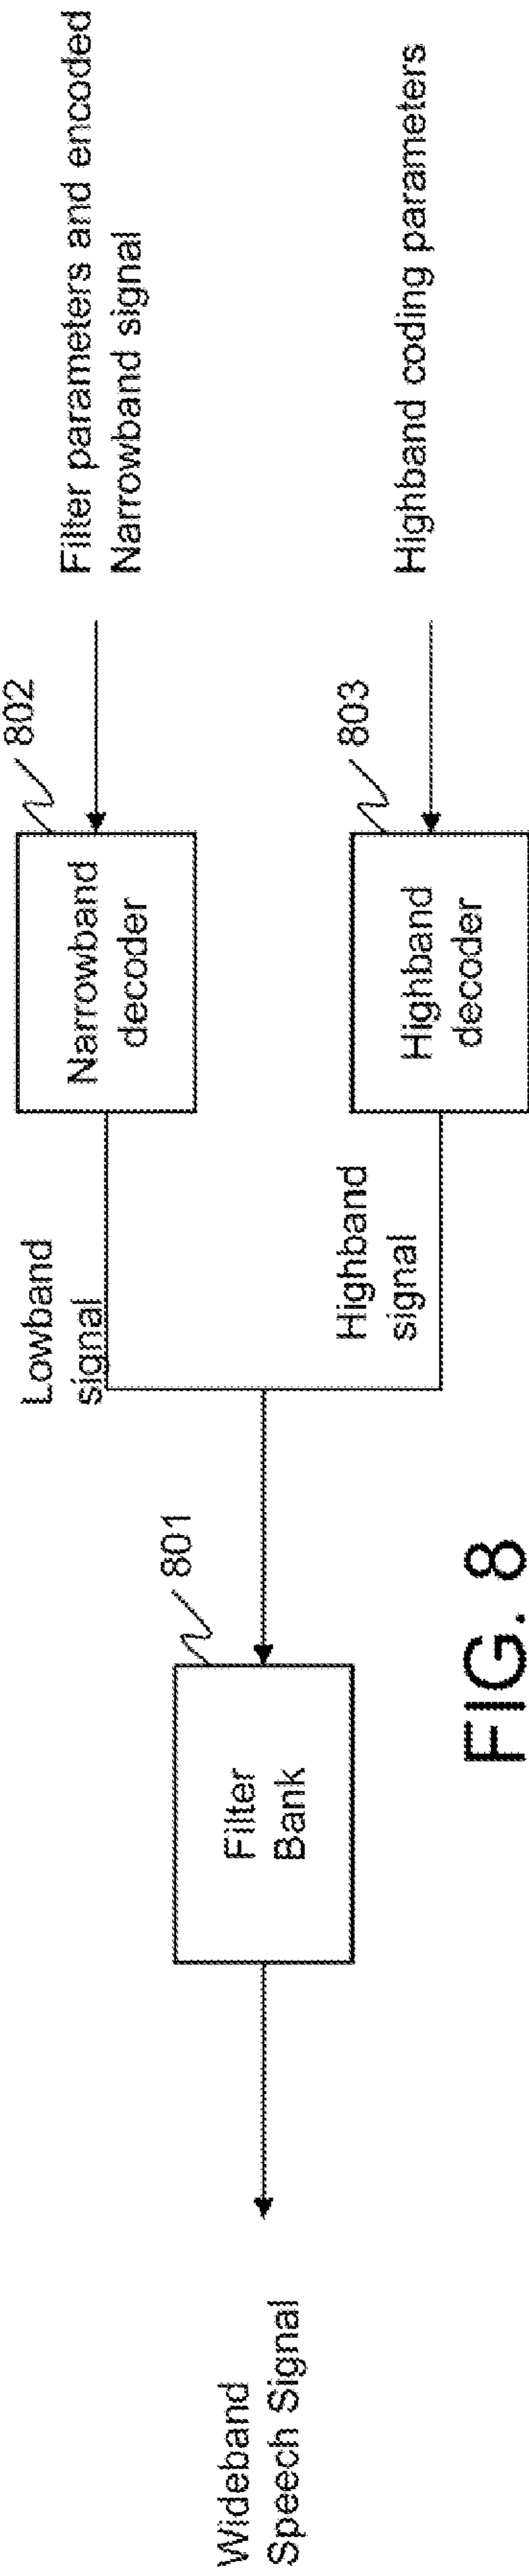 Wideband
Speech Signal
Filter
Bank
801
Lowband
signal
Highband
signal
Narrowband
decoder
802
Highband
decoder
803
Filter parameters and encoded
Narrowband signal
Highband coding parameters
FIG. 8